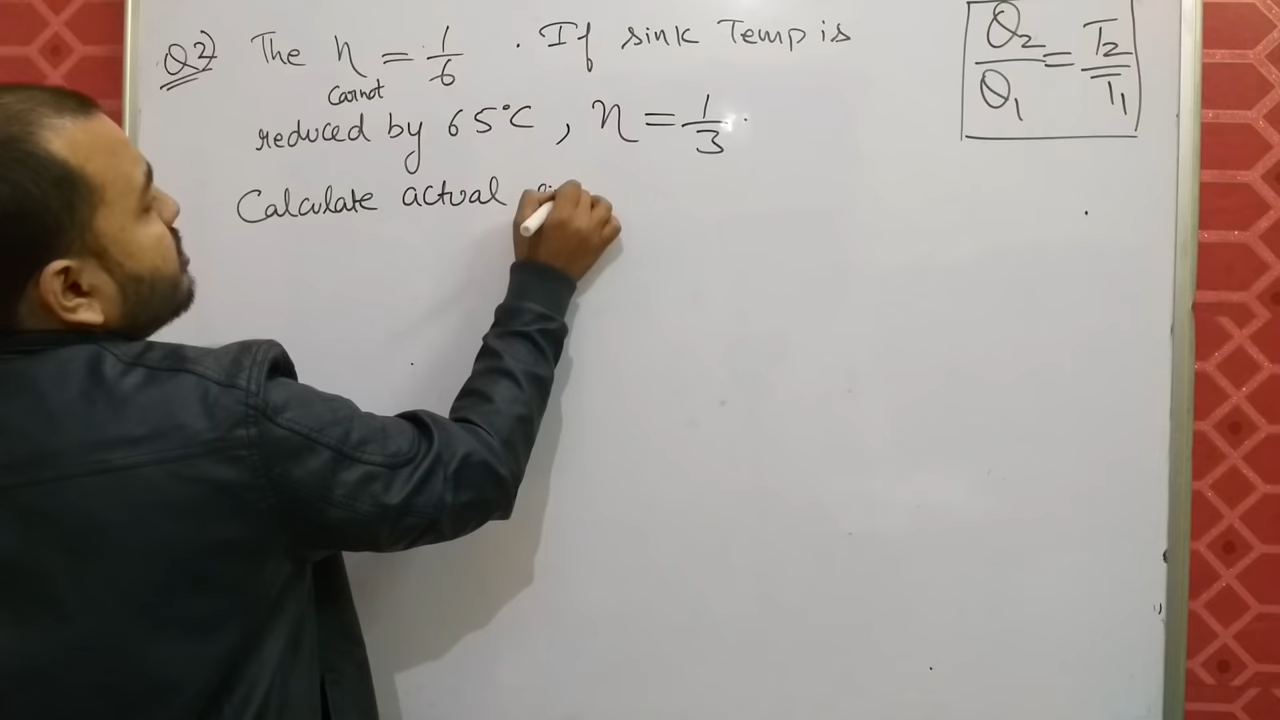 Q2) The η Carnot = 1/6 . If sink Temp is
reduced by 65°C, η = 1/3.
Calculate actual
Q2/Q1 = T2/T1